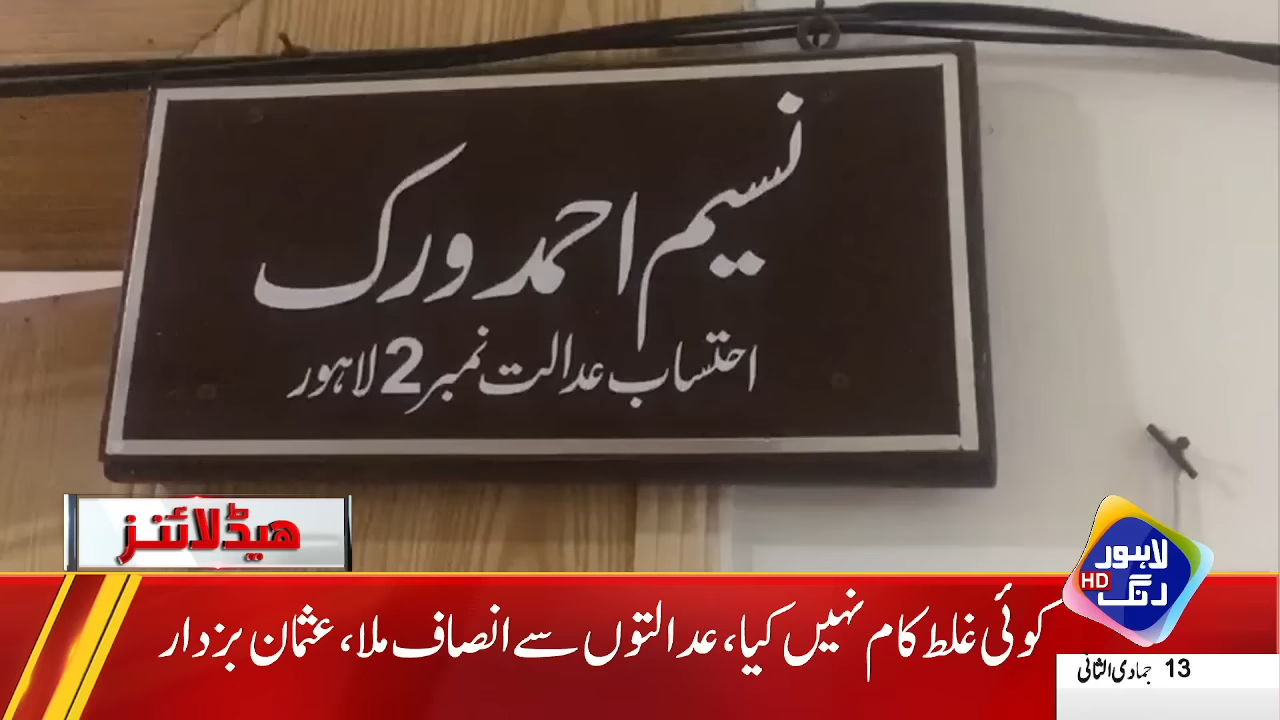 نسیم احمد ورک
احتساب عدالت نمبر 2 لاہور
ہیڈلائنز
لاہور
رنگ
HD
کوئی غلط کام نہیں کیا، عدالتوں سے انصاف ملا، عثمان بزدار
13 جمادی الثانی